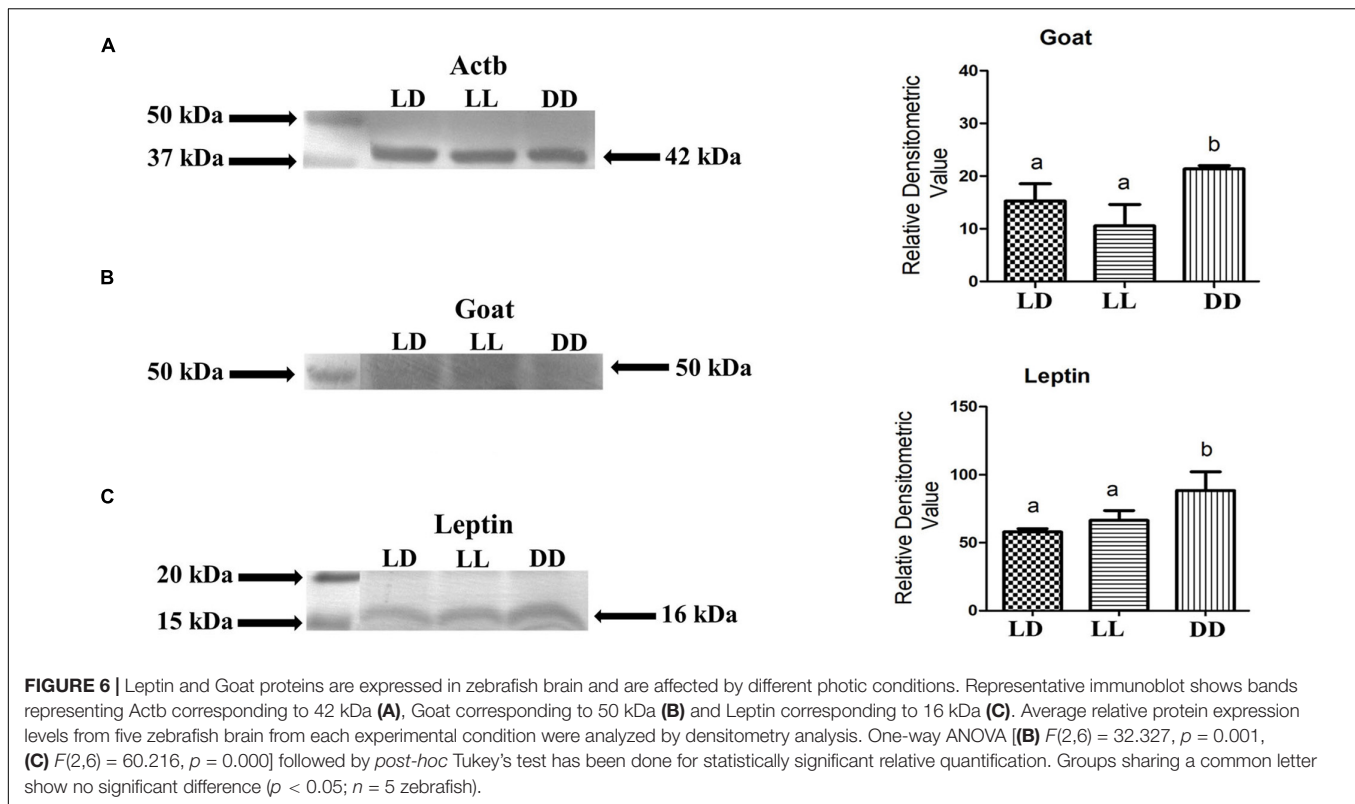 A
Actb
LD LL DD
50 kDa
37 kDa
42 kDa
B
Goat
LD LL DD
50 kDa
50 kDa
C
Leptin
LD LL DD
20 kDa
15 kDa
16 kDa
Goat
Relative Densitometric
Value
40
30
20
10
0
a
a
b
LD LL DD
Leptin
Relative Densitometric
Value
150
100
50
0
a
a
b
LD LL DD
FIGURE 6 | Leptin and Goat proteins are expressed in zebrafish brain and are affected by different photic conditions. Representative immunoblot shows bands
representing Actb corresponding to 42 kDa (A), Goat corresponding to 50 kDa (B) and Leptin corresponding to 16 kDa (C). Average relative protein expression
levels from five zebrafish brain from each experimental condition were analyzed by densitometry analysis. One-way ANOVA [(B) F(2,6) = 32.327, p = 0.001,
(C) F(2,6) = 60.216, p = 0.000] followed by post-hoc Tukey's test has been done for statistically significant relative quantification. Groups sharing a common letter
show no significant difference (p < 0.05; n = 5 zebrafish).